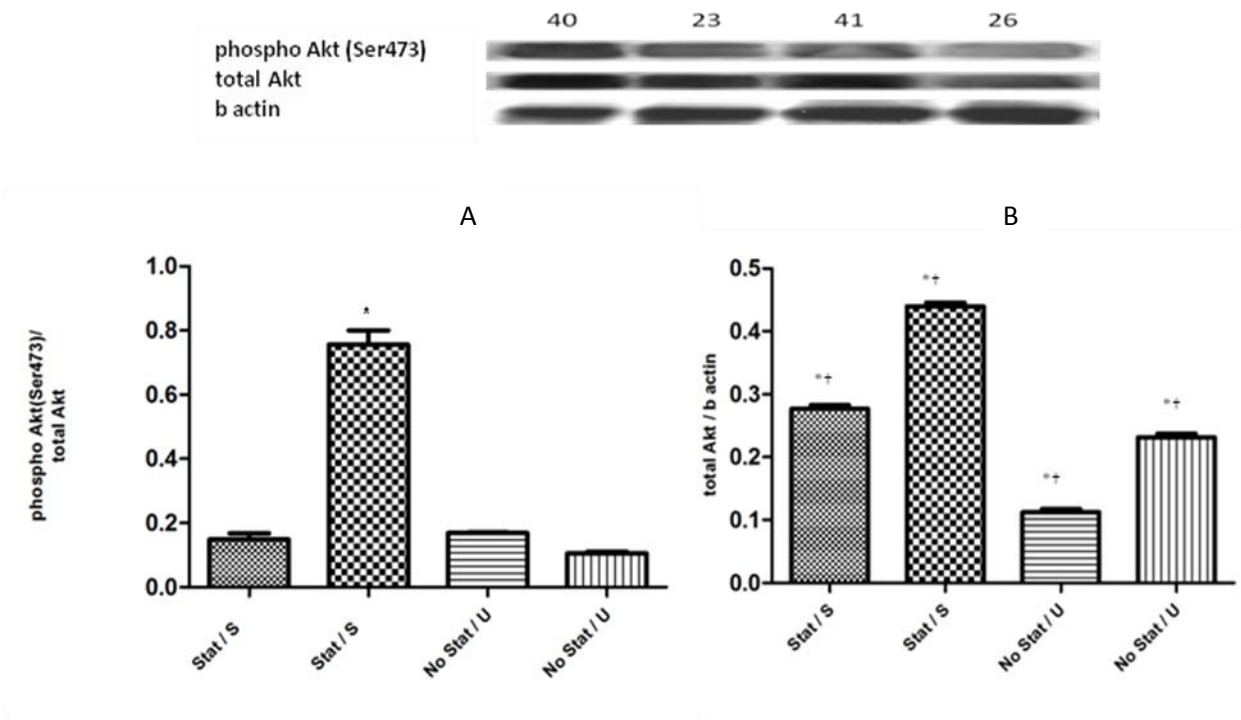 40 23 41 26
phospho Akt (Ser473)
total Akt
b actin
A
phospho Akt(Ser473)/
total Akt
1.0
0.8
0.6
0.4
0.2
0.0
*
Stat / S
Stat / S
No Stat / U
No Stat / U
B
total Akt / b actin
0.5
0.4
0.3
0.2
0.1
0.0
*†
*†
*†
*†
Stat / S
Stat / S
No Stat / U
No Stat / U